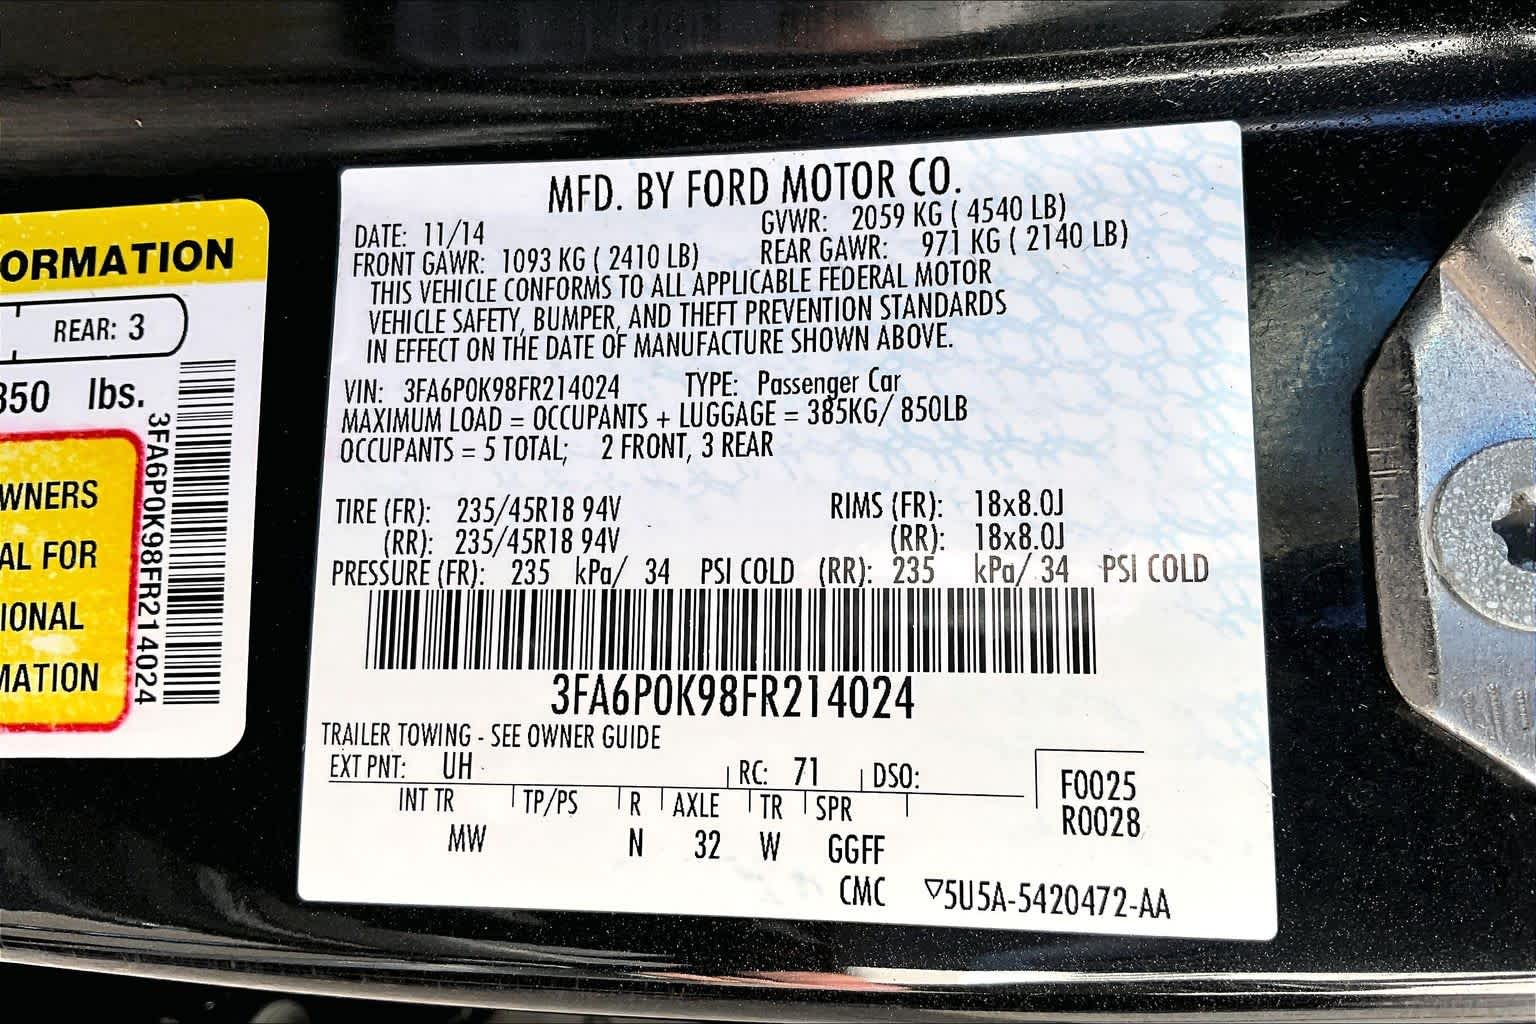 ORMATION
REAR: 3
850 lbs.
3FA6P0K98FR214024
WNERS
AL FOR
IONAL
MATION
MFD. BY FORD MOTOR CO.
DATE: 11/14 GVWR: 2059 KG ( 4540 LB)
FRONT GAWR: 1093 KG ( 2410 LB) REAR GAWR: 971 KG ( 2140 LB)
THIS VEHICLE CONFORMS TO ALL APPLICABLE FEDERAL MOTOR
VEHICLE SAFETY, BUMPER, AND THEFT PREVENTION STANDARDS
IN EFFECT ON THE DATE OF MANUFACTURE SHOWN ABOVE.
VIN: 3FA6P0K98FR214024 TYPE: Passenger Car
MAXIMUM LOAD = OCCUPANTS + LUGGAGE = 385KG/ 850LB
OCCUPANTS = 5 TOTAL; 2 FRONT, 3 REAR
TIRE (FR): 235/45R18 94V RIMS (FR): 18x8.0J
(RR): 235/45R18 94V (RR): 18x8.0J
PRESSURE (FR): 235 kPa/ 34 PSI COLD (RR): 235 kPa/ 34 PSI COLD
3FA6P0K98FR214024
TRAILER TOWING - SEE OWNER GUIDE
EXT PNT: UH RC: 71 DSO:
INT TR TP/PS R AXLE TR SPR
MW N 32 W GGFF
F0025
R0028
CMC ▽5U5A-5420472-AA